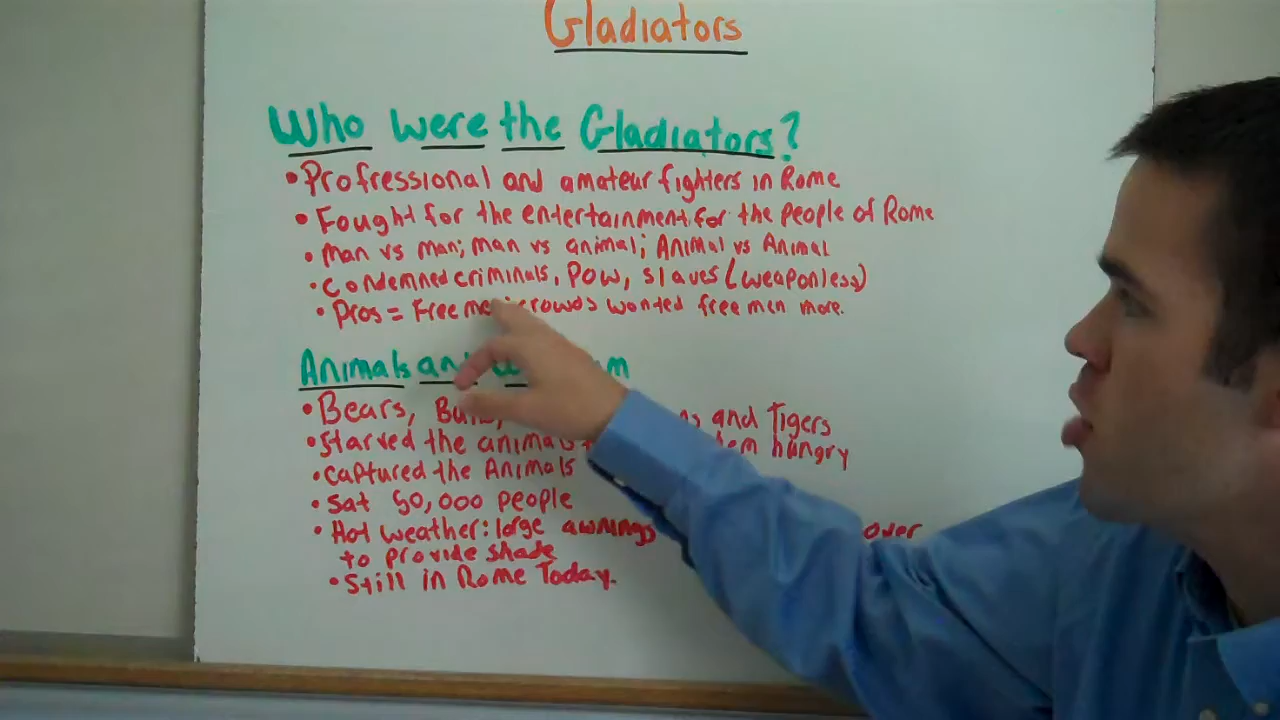 Gladiators
Who were the Gladiators?
• Profressional and amateur fighters in Rome
• Fought for the entertainment for the people of Rome
• Man vs man; man vs animal; Animal vs Animal
• Condemned criminals, POW, slaves (weaponless)
• Pros = Free crowds wanted free men more.
Animals
• Bears, and Tigers
• Starved the animals hungry
• Captured the Animals
• Sat 50,000 people
• Hot weather: large awnings over
to provide shade
• Still in Rome Today.